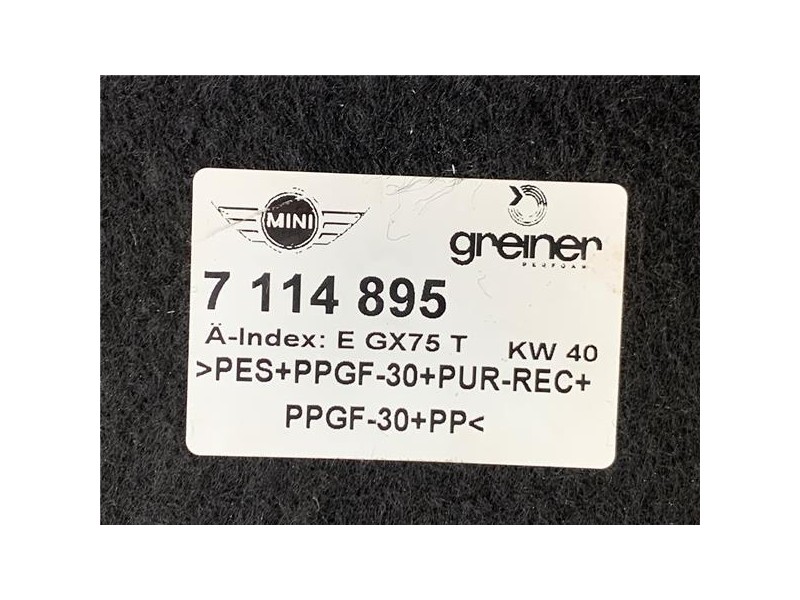 MINI
greiner
PERFOAM
7 114 895
Ä-Index: E GX75 T KW 40
>PES+PPGF-30+PUR-REC+
PPGF-30+PP<